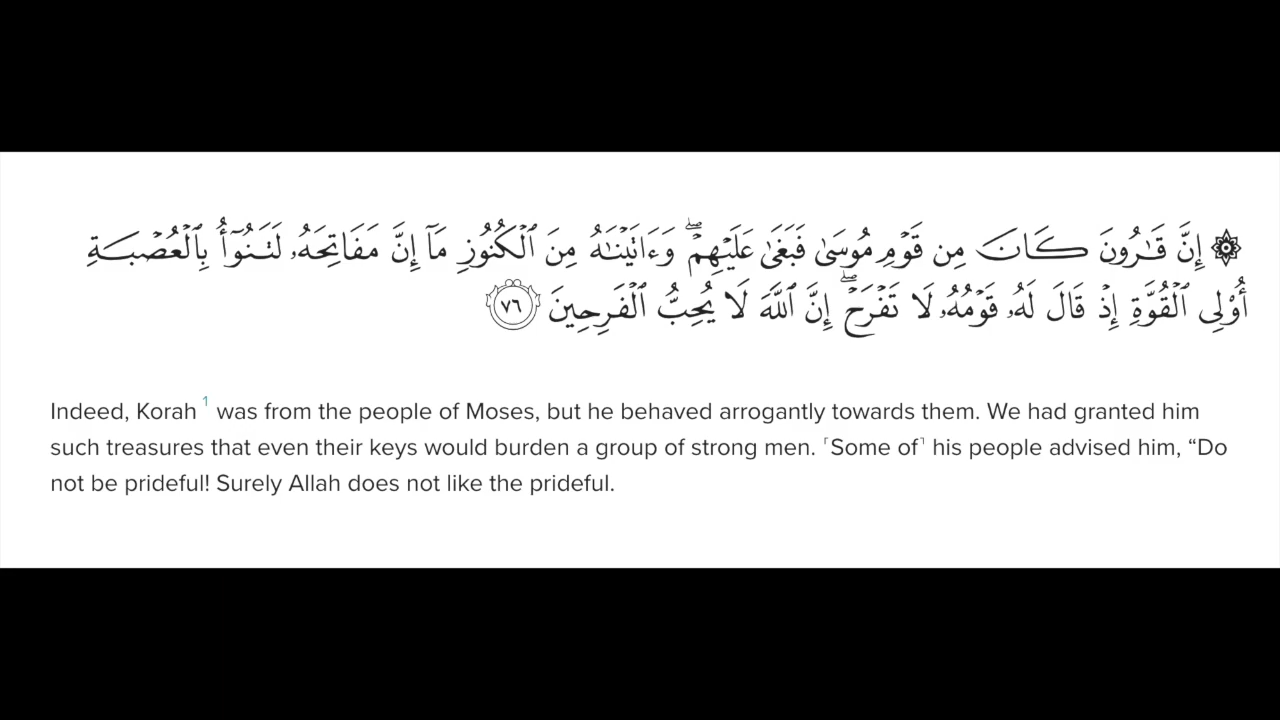 ۞ إِنَّ قَـٰرُونَ كَانَ مِن قَوْمِ مُوسَىٰ فَبَغَىٰ عَلَيْهِمْ ۖ وَءَاتَيْنَـٰهُ مِنَ ٱلْكُنُوزِ مَآ إِنَّ مَفَاتِحَهُۥ لَتَنُوٓأُ بِٱلْعُصْبَةِ
أُو۟لِى ٱلْقُوَّةِ إِذْ قَالَ لَهُۥ قَوْمُهُۥ لَا تَفْرَحْ ۖ إِنَّ ٱللَّهَ لَا يُحِبُّ ٱلْفَرِحِينَ ٧٦
Indeed, Korah 1 was from the people of Moses, but he behaved arrogantly towards them. We had granted him
such treasures that even their keys would burden a group of strong men. ˹Some of˺ his people advised him, “Do
not be prideful! Surely Allah does not like the prideful.